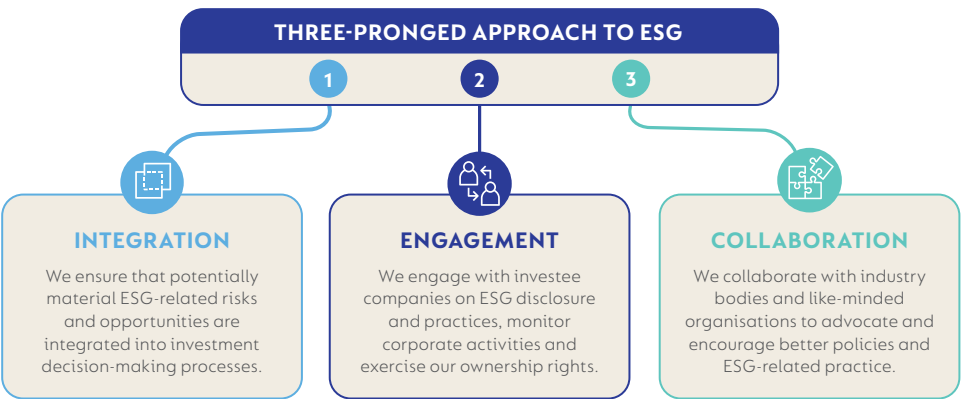 THREE-PRONGED APPROACH TO ESG
1
2
3
INTEGRATION
We ensure that potentially
material ESG-related risks
and opportunities are
integrated into investment
decision-making processes.
ENGAGEMENT
We engage with investee
companies on ESG disclosure
and practices, monitor
corporate activities and
exercise our ownership rights.
COLLABORATION
We collaborate with industry
bodies and like-minded
organisations to advocate and
encourage better policies and
ESG-related practice.